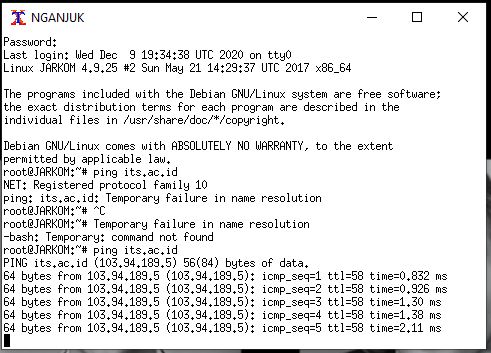 NGANJUK
Password:
Last login: Wed Dec  9 19:34:38 UTC 2020 on tty0
Linux JARKOM 4.9.25 #2 Sun May 21 14:29:37 UTC 2017 x86_64

The programs included with the Debian GNU/Linux system are free software;
the exact distribution terms for each program are described in the
individual files in /usr/share/doc/*/copyright.

Debian GNU/Linux comes with ABSOLUTELY NO WARRANTY, to the extent
permitted by applicable law.
root@JARKOM:~# ping its.ac.id
NET: Registered protocol family 10
ping: its.ac.id: Temporary failure in name resolution
root@JARKOM:~# ^C
root@JARKOM:~# Temporary failure in name resolution
-bash: Temporary: command not found
root@JARKOM:~# ping its.ac.id
PING its.ac.id (103.94.189.5) 56(84) bytes of data.
64 bytes from 103.94.189.5 (103.94.189.5): icmp_seq=1 ttl=58 time=0.832 ms
64 bytes from 103.94.189.5 (103.94.189.5): icmp_seq=2 ttl=58 time=0.926 ms
64 bytes from 103.94.189.5 (103.94.189.5): icmp_seq=3 ttl=58 time=1.30 ms
64 bytes from 103.94.189.5 (103.94.189.5): icmp_seq=4 ttl=58 time=1.38 ms
64 bytes from 103.94.189.5 (103.94.189.5): icmp_seq=5 ttl=58 time=2.11 ms